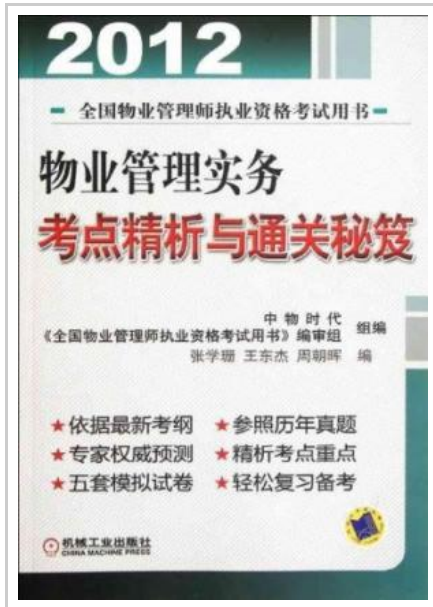 2012
全国物业管理师执业资格考试用书
物业管理实务
考点精析与通关秘笈
中物时代
《全国物业管理师执业资格考试用书》编审组 组编
张学珊 王东杰 周朝晖 编
★依据最新考纲 ★参照历年真题
★专家权威预测 ★精析考点重点
★五套模拟试卷 ★轻松复习备考
机械工业出版社
CHINA MACHINE PRESS